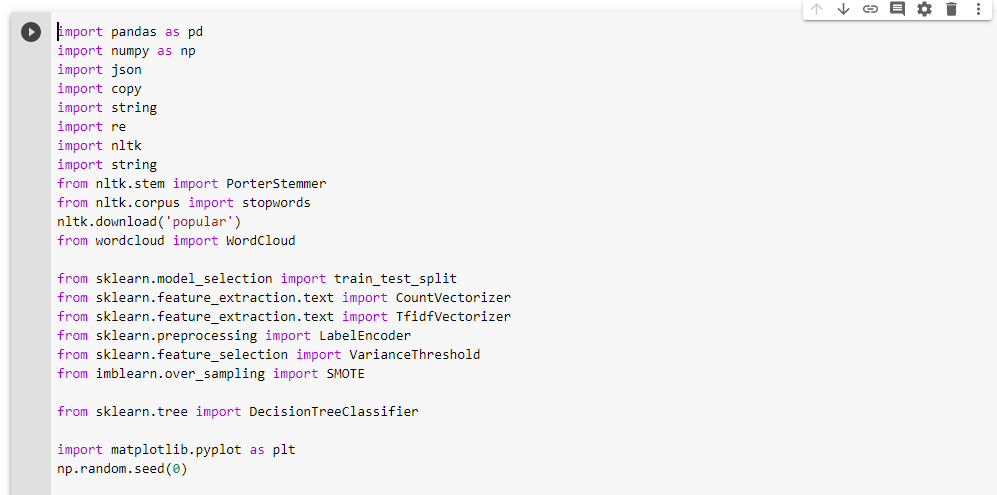 import pandas as pd
import numpy as np
import json
import copy
import string
import re
import nltk
import string
from nltk.stem import PorterStemmer
from nltk.corpus import stopwords
nltk.download('popular')
from wordcloud import WordCloud

from sklearn.model_selection import train_test_split
from sklearn.feature_extraction.text import CountVectorizer
from sklearn.feature_extraction.text import TfidfVectorizer
from sklearn.preprocessing import LabelEncoder
from sklearn.feature_selection import VarianceThreshold
from imblearn.over_sampling import SMOTE

from sklearn.tree import DecisionTreeClassifier

import matplotlib.pyplot as plt
np.random.seed(0)